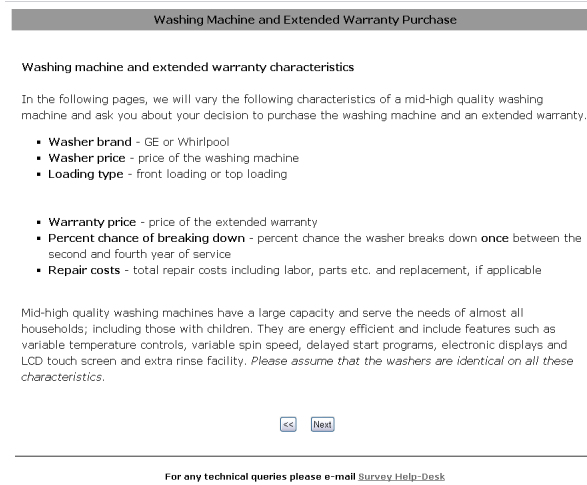 Washing Machine and Extended Warranty Purchase
Washing machine and extended warranty characteristics
In the following pages, we will vary the following characteristics of a mid-high quality washing
machine and ask you about your decision to purchase the washing machine and an extended warranty.
▪ Washer brand - GE or Whirlpool
▪ Washer price - price of the washing machine
▪ Loading type - front loading or top loading
▪ Warranty price - price of the extended warranty
▪ Percent chance of breaking down - percent chance the washer breaks down once between the
second and fourth year of service
▪ Repair costs - total repair costs including labor, parts etc. and replacement, if applicable
Mid-high quality washing machines have a large capacity and serve the needs of almost all
households; including those with children. They are energy efficient and include features such as
variable temperature controls, variable spin speed, delayed start programs, electronic displays and
LCD touch screen and extra rinse facility. Please assume that the washers are identical on all these
characteristics.
<< Next
For any technical queries please e-mail Survey Help-Desk